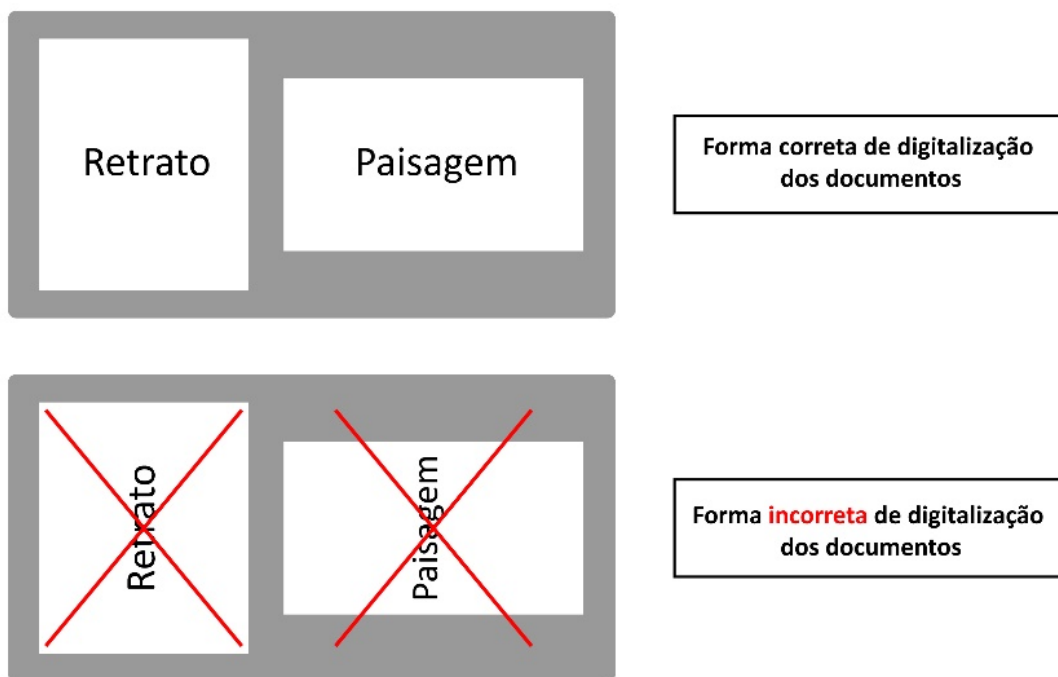 Retrato
Paisagem
Forma correta de digitalização
dos documentos
Retrato
Paisagem
Forma incorreta de digitalização
dos documentos